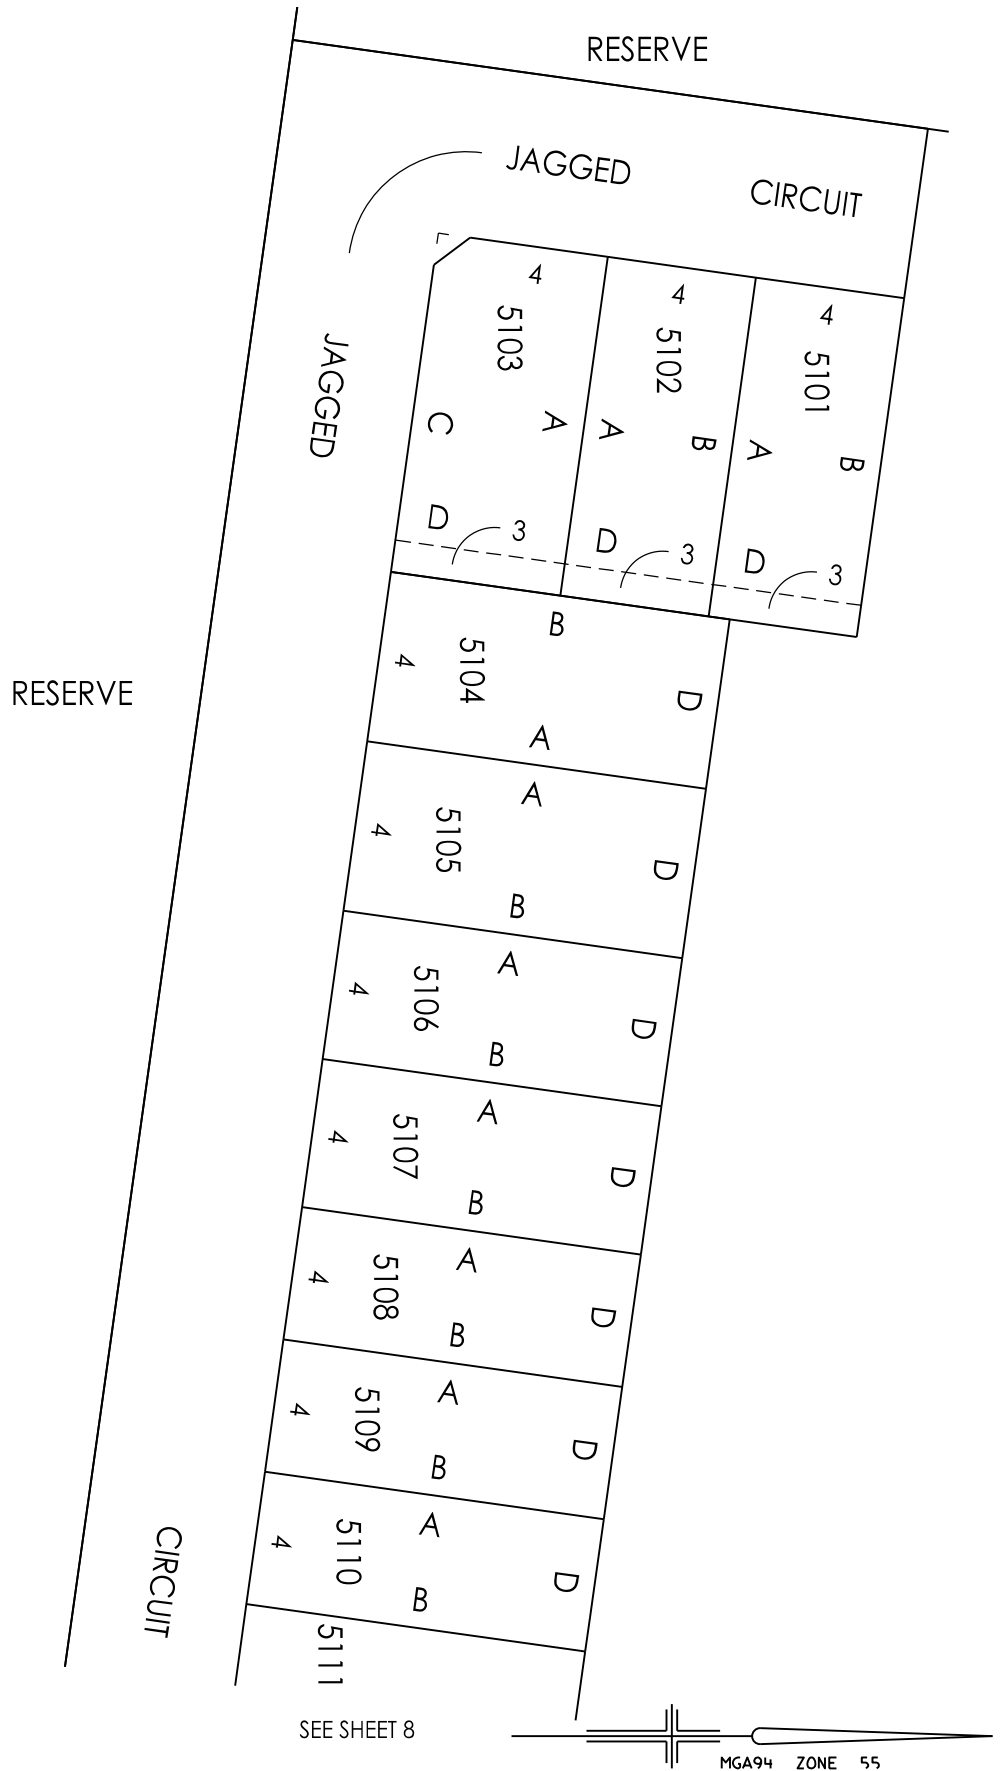 RESERVE
JAGGED CIRCUIT
4
4
4
5103
5102
5101
JAGGED
C
A
A
B
A
B
D
3
D
3
D
3
B
5104
4
D
RESERVE
A
A
5105
4
D
B
A
5106
4
D
B
A
5107
4
D
B
A
5108
4
D
B
A
5109
4
D
B
A
5110
4
D
CIRCUIT
B
5111
SEE SHEET 8
MGA94 ZONE 55